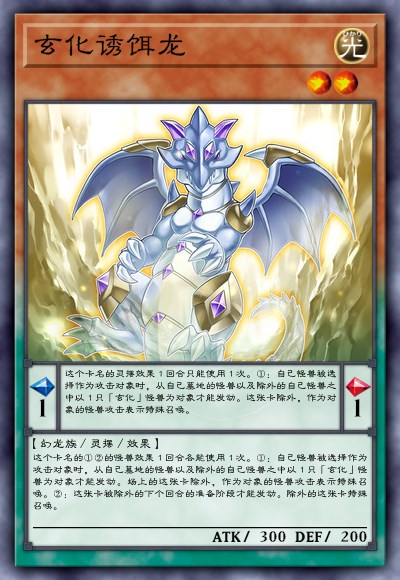 玄化诱饵龙
ひかり
光
这个卡名的灵摆效果1回合只能使用1次。①：自己怪兽被选
择作为攻击对象时，从自己墓地的怪兽以及除外的自己怪兽之
中以1只「玄化」怪兽为对象才能发动。这张卡除外，作为对
象的怪兽攻击表示特殊召唤。
1
1
【幻龙族／灵摆／效果】
这个卡名的①②的怪兽效果1回合各能使用1次。①：自己怪兽被选择作为
攻击对象时，从自己墓地的怪兽以及除外的自己怪兽之中以1只「玄化」怪
兽为对象才能发动。场上的这张卡除外，作为对象的怪兽攻击表示特殊召
唤。②：这张卡被除外的下个回合的准备阶段才能发动。除外的这张卡特殊
召唤。
ATK/ 300 DEF/ 200